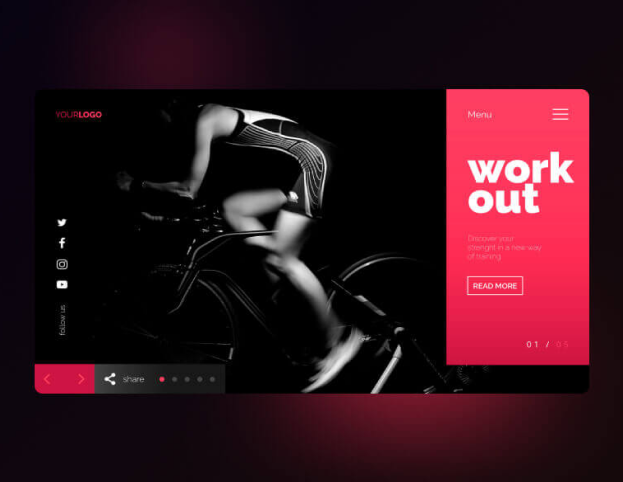 YOURLOGO
Menu
work
out
Discover your
strenght in a new way
of training
READ MORE
01 / 05
follow us
share